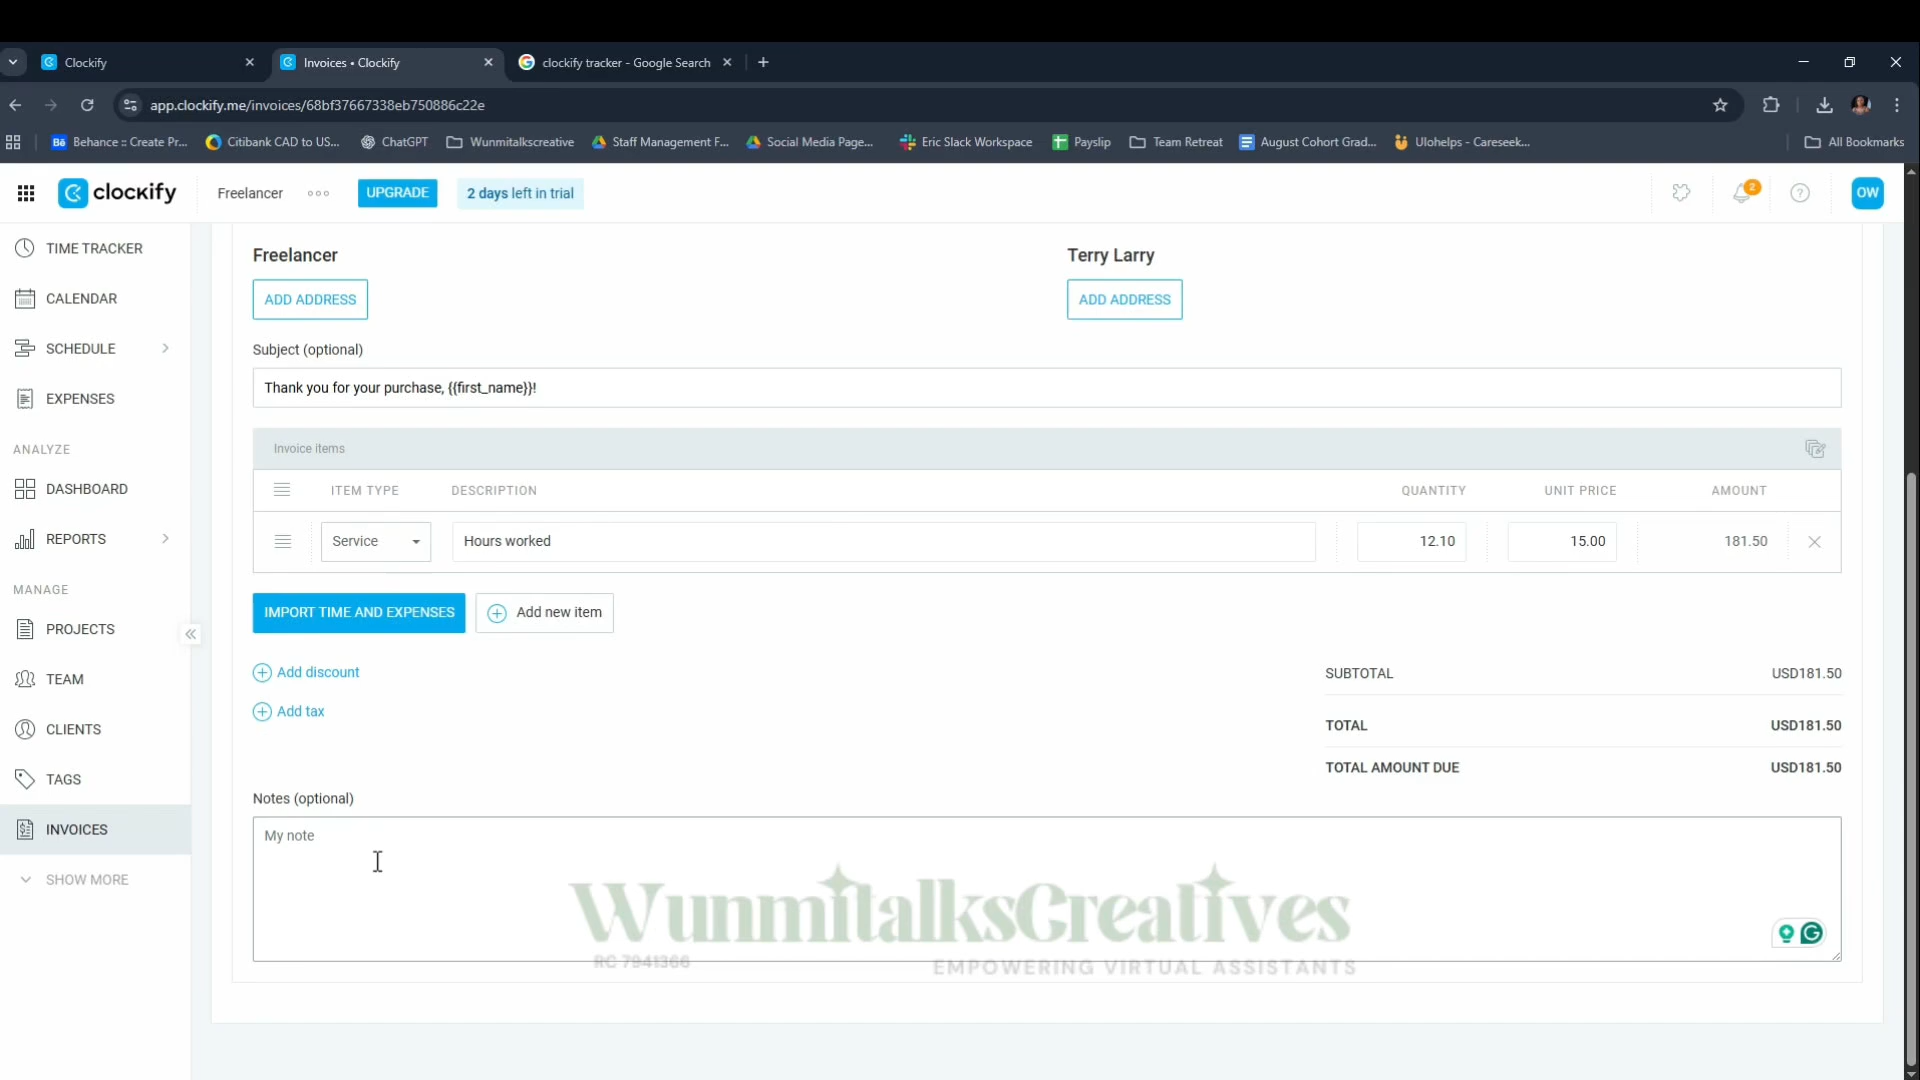 Clockify
Invoices • Clockify
clockify tracker - Google Search
app.clockify.me/invoices/68bf37667338eb750886c22e
Behance :: Create Pr...
Citibank CAD to US...
ChatGPT
Wunmitalkscreative
Staff Management F...
Social Media Page...
Eric Slack Workspace
Payslip
Team Retreat
August Cohort Grad...
Ulohelps - Careseek...
All Bookmarks
clockify
Freelancer
UPGRADE
2 days left in trial
2
OW
TIME TRACKER
CALENDAR
SCHEDULE
EXPENSES
ANALYZE
DASHBOARD
REPORTS
MANAGE
PROJECTS
TEAM
CLIENTS
TAGS
INVOICES
SHOW MORE
Freelancer
Terry Larry
ADD ADDRESS
ADD ADDRESS
Subject (optional)
Thank you for your purchase, {{first_name}}!
Invoice items
ITEM TYPE DESCRIPTION QUANTITY UNIT PRICE AMOUNT
Service Hours worked 12.10 15.00 181.50
IMPORT TIME AND EXPENSES
Add new item
Add discount
Add tax
SUBTOTAL USD181.50
TOTAL USD181.50
TOTAL AMOUNT DUE USD181.50
Notes (optional)
My note
WunmitalksCreatives
RC 7941366
EMPOWERING VIRTUAL ASSISTANTS